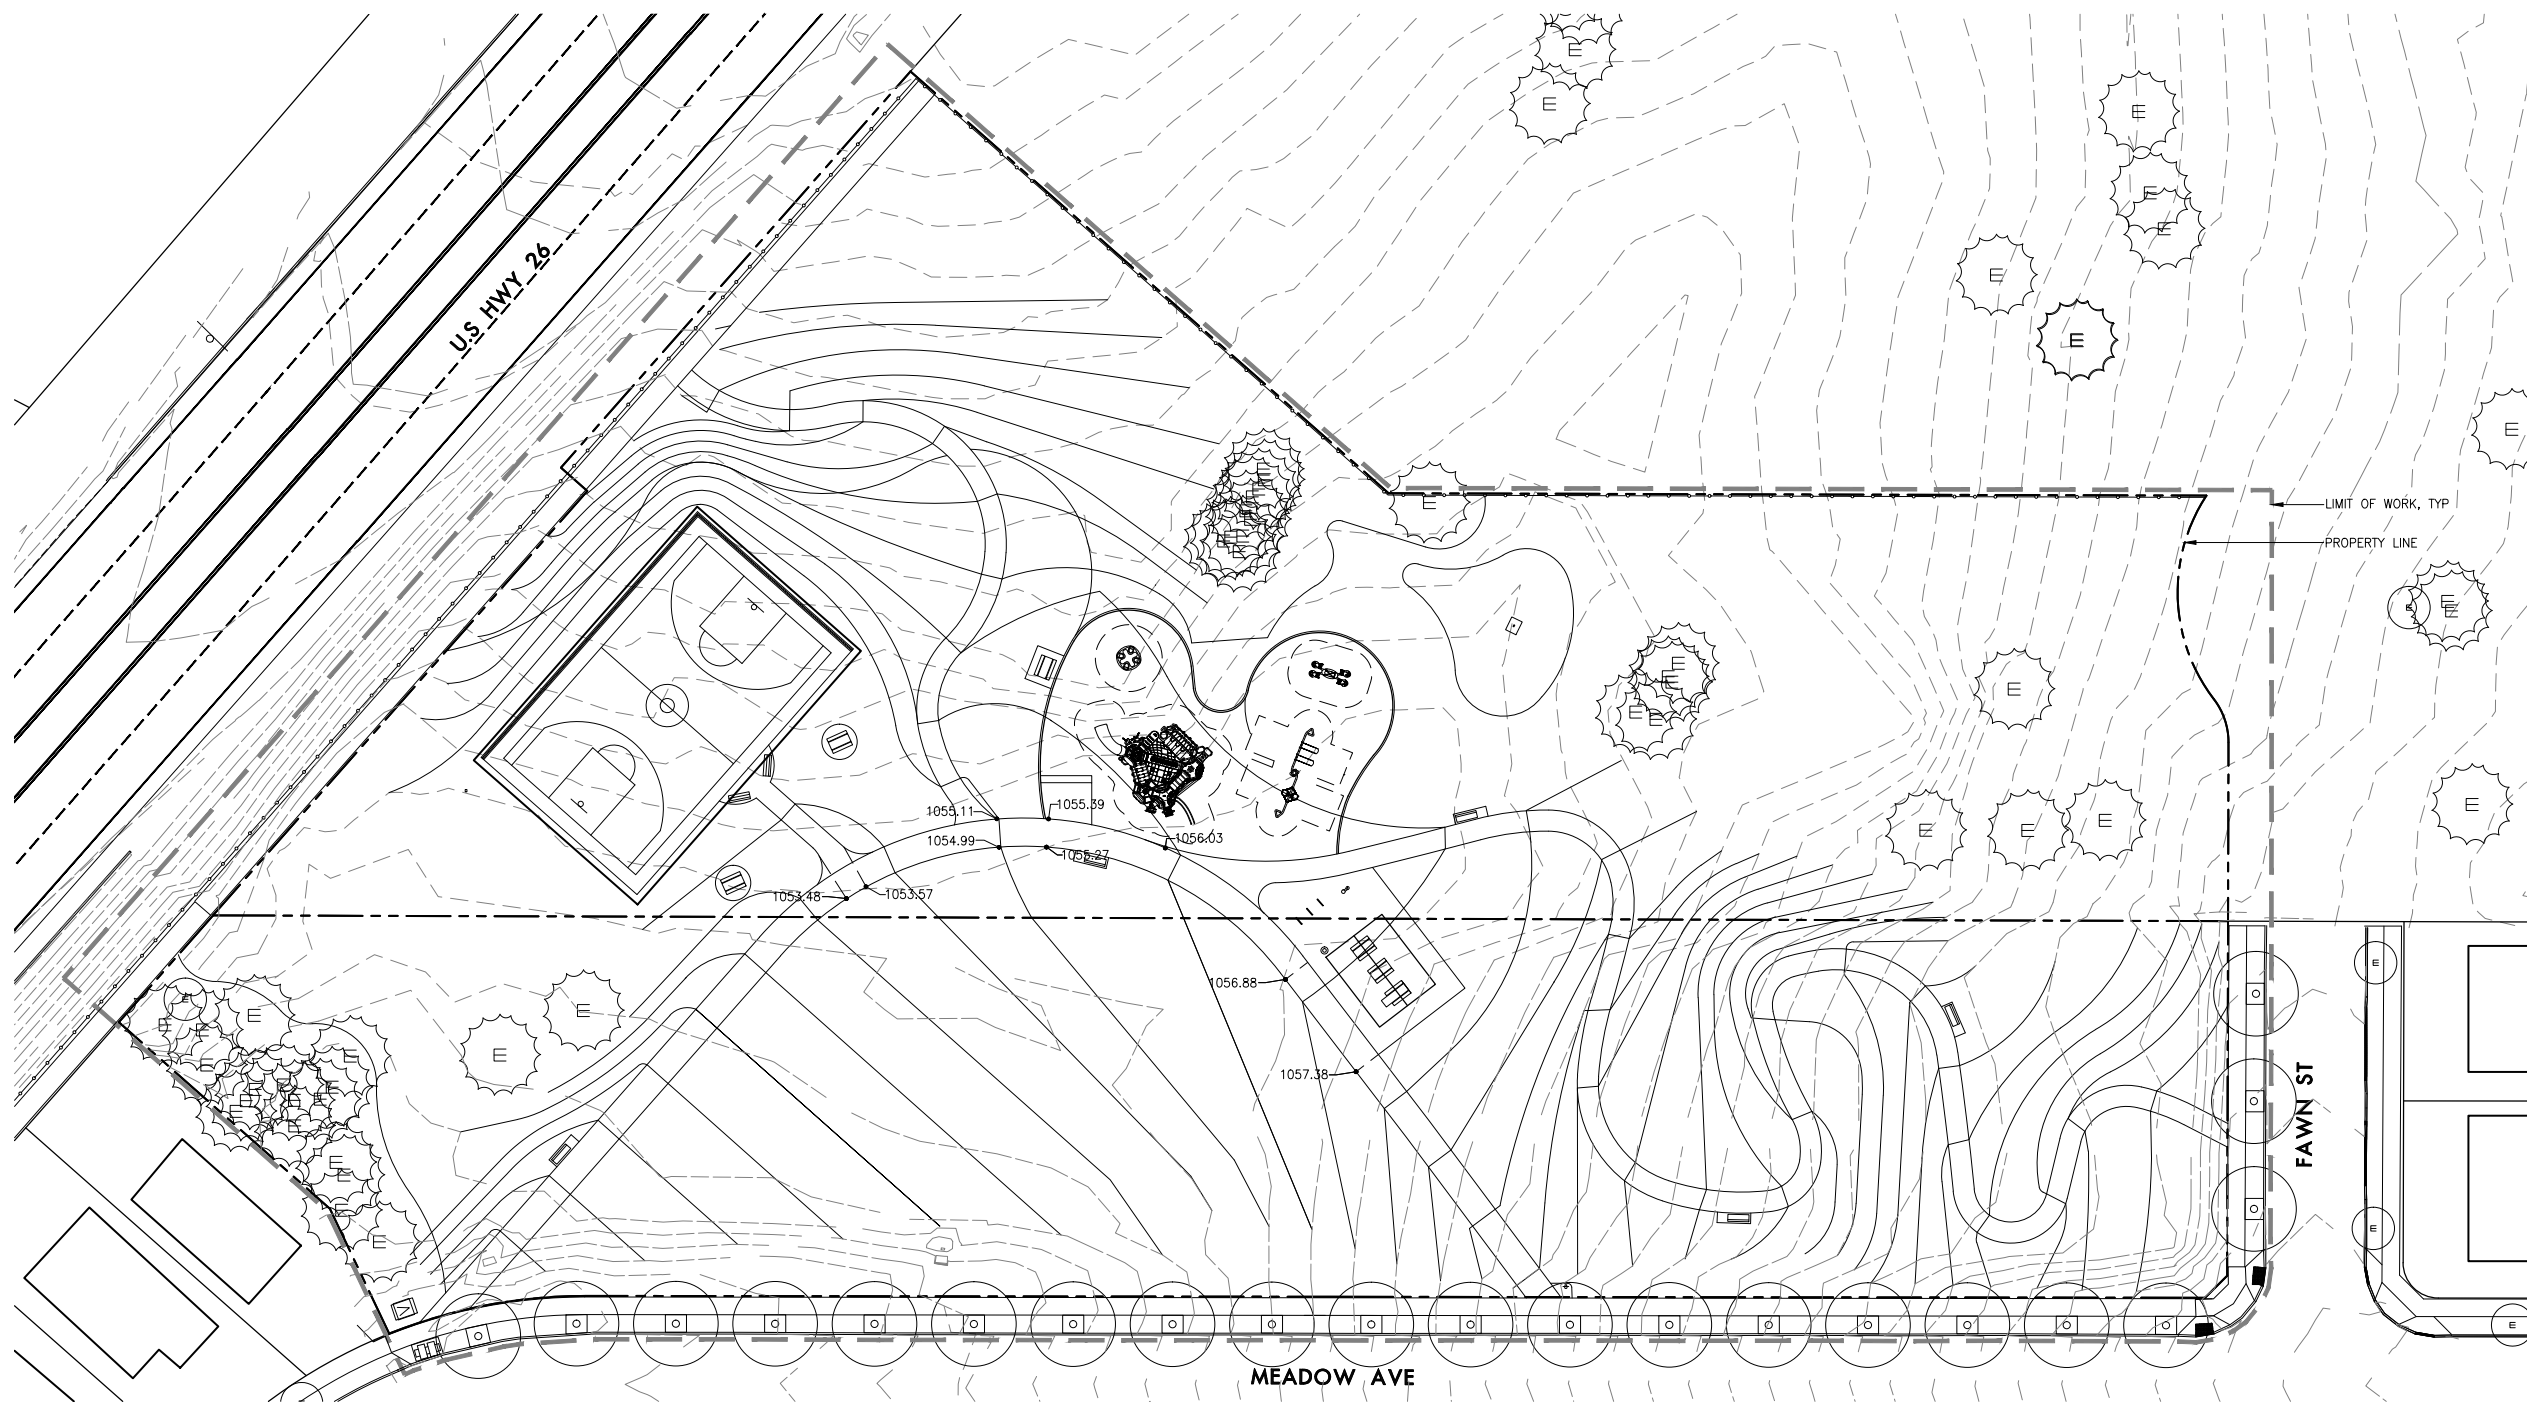 U.S HWY 26
LIMIT OF WORK, TYP
PROPERTY LINE
1055.11
1055.39
1054.99
1055.27
1056.03
1053.48
1053.57
1056.88
1057.38
FAWN ST
MEADOW AVE